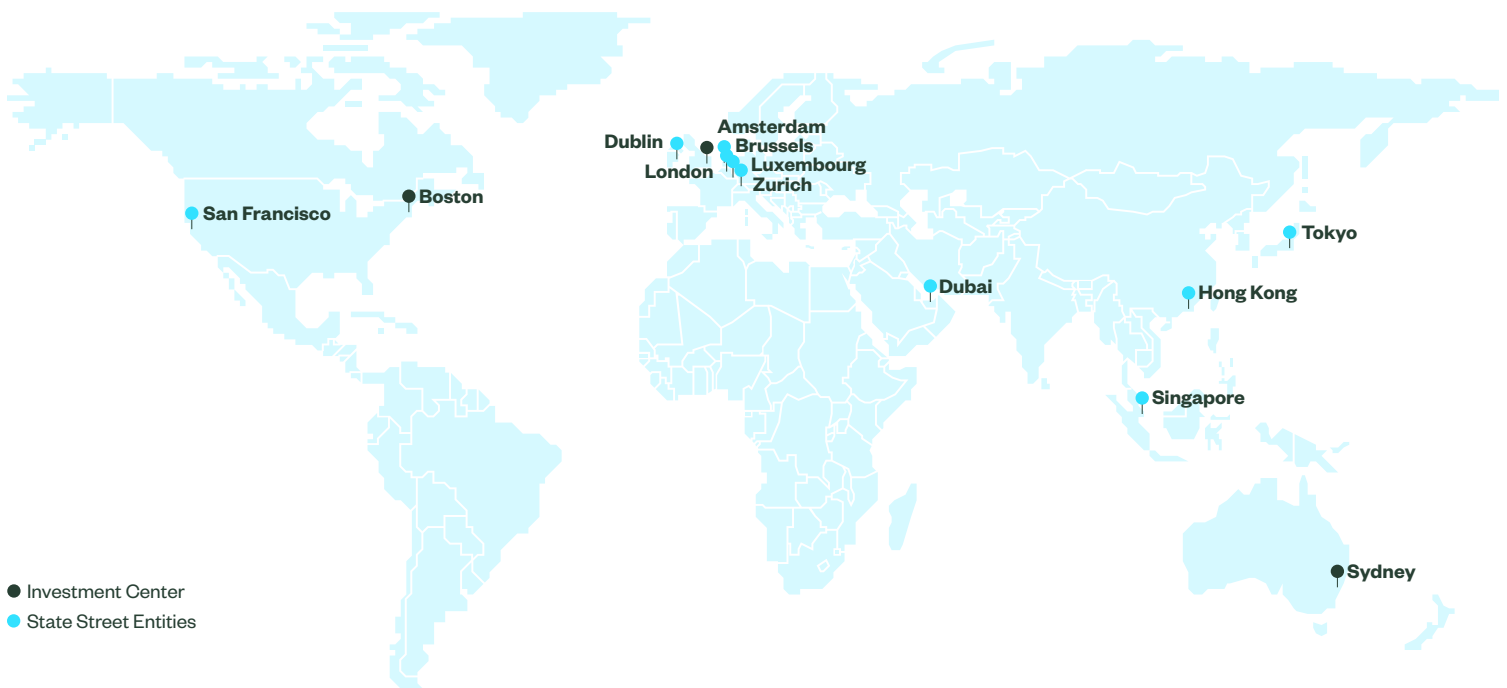 Amsterdam
Dublin
Brussels
Luxembourg
London
Zurich
Boston
San Francisco
Tokyo
Dubai
Hong Kong
Singapore
Sydney
Investment Center
State Street Entities